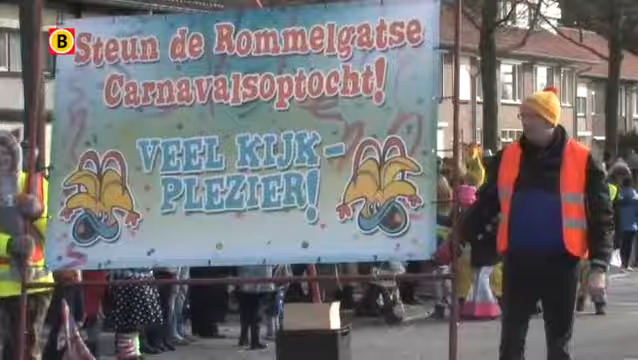 B
Steun de Rommelgatse
Carnavalsoptocht!
VEEL KIJK-
PLEZIER!